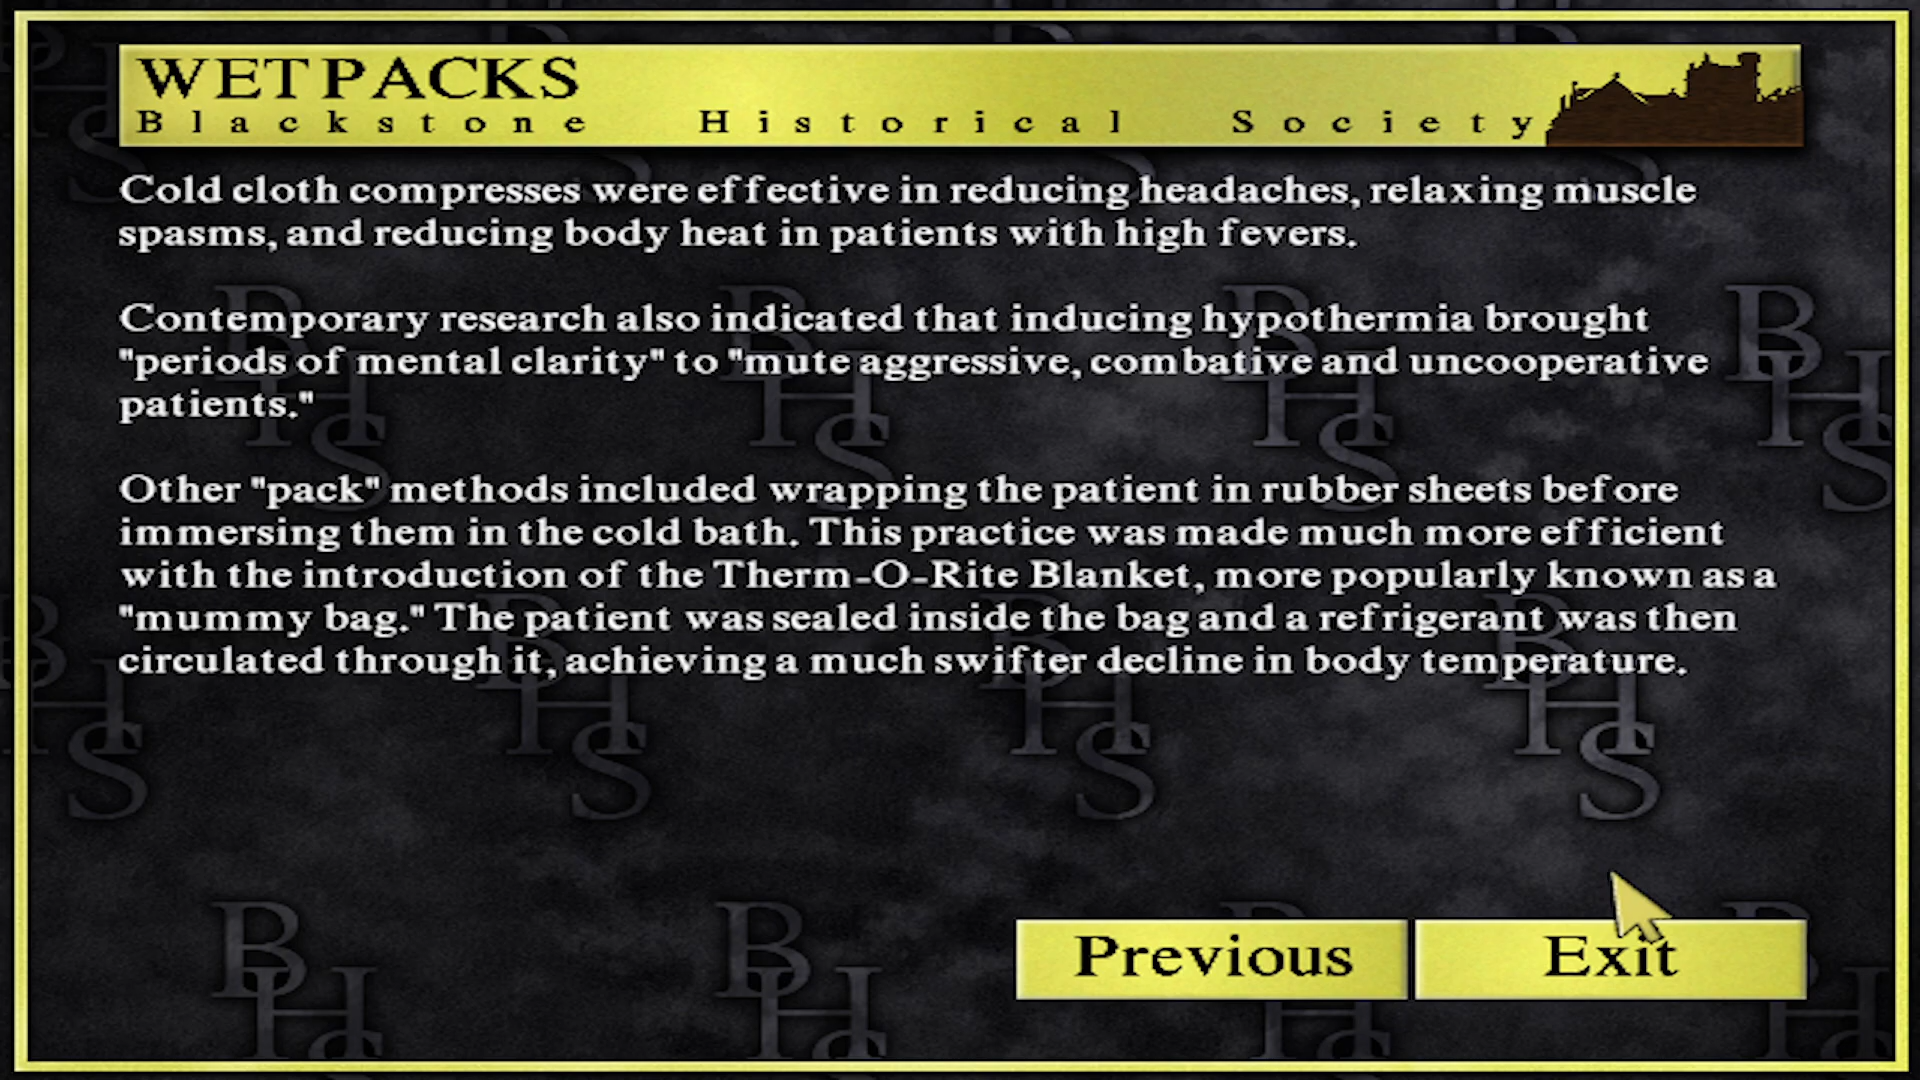 WET PACKS
Blackstone Historical Society
Cold cloth compresses were effective in reducing headaches, relaxing muscle
spasms, and reducing body heat in patients with high fevers.
Contemporary research also indicated that inducing hypothermia brought
"periods of mental clarity" to "mute aggressive, combative and uncooperative
patients."
Other "pack" methods included wrapping the patient in rubber sheets before
immersing them in the cold bath. This practice was made much more efficient
with the introduction of the Therm-O-Rite Blanket, more popularly known as a
"mummy bag." The patient was sealed inside the bag and a refrigerant was then
circulated through it, achieving a much swifter decline in body temperature.
Previous
Exit